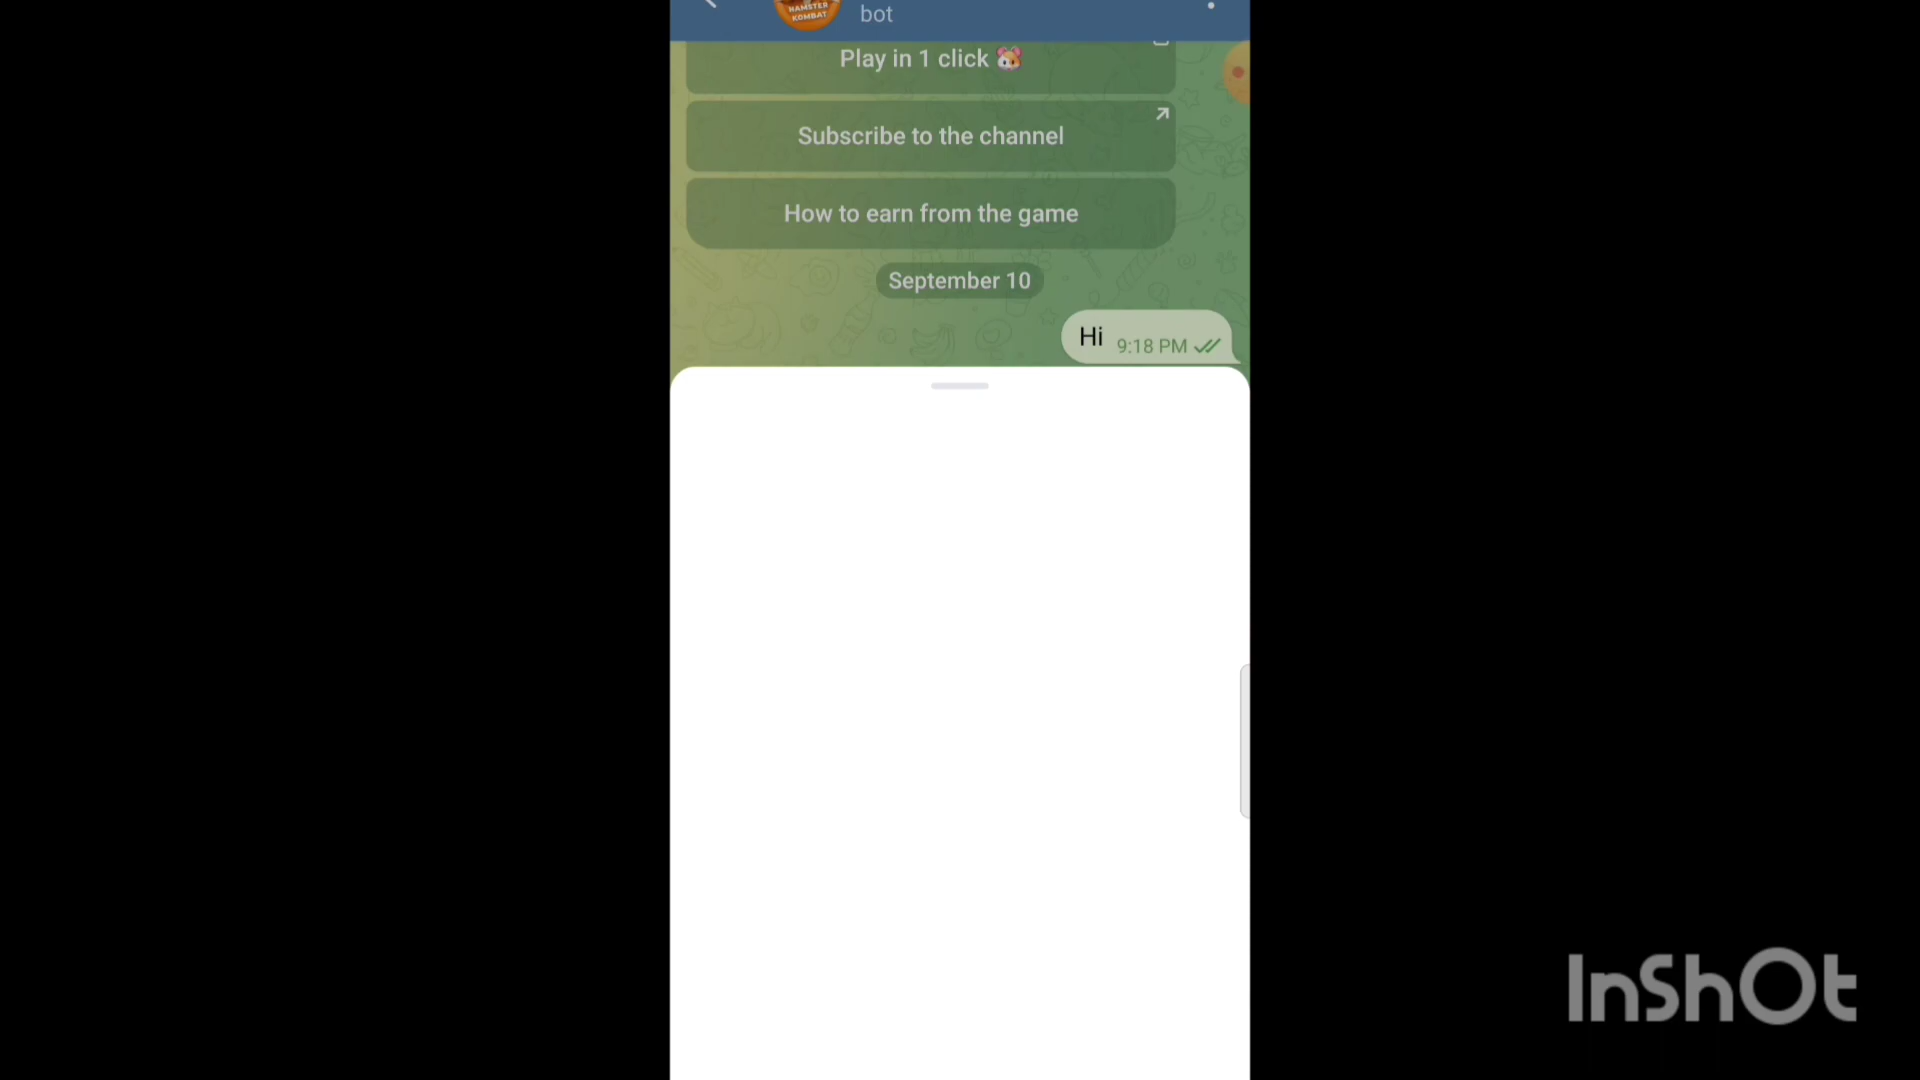 HAMSTER
KOMBAT
bot
Play in 1 click
Subscribe to the channel
How to earn from the game
September 10
Hi 9:18 PM
InShOt